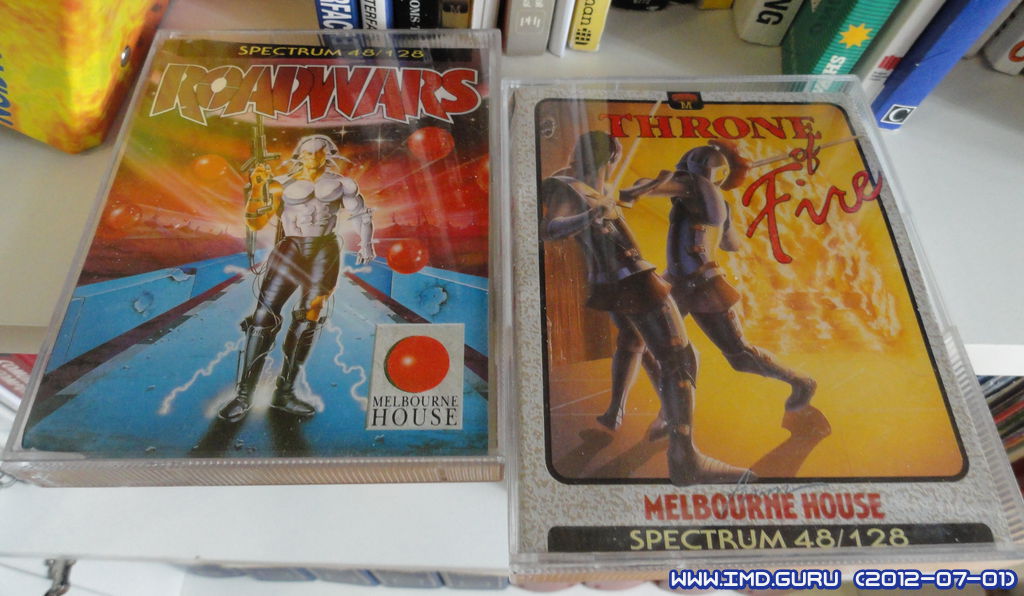 SPECTRUM 48/128
ROADWARS
MELBOURNE
HOUSE
M
THRONE
of
Fire
MELBOURNE HOUSE
SPECTRUM 48/128
WWW.IMD.GURU (2012-07-01)